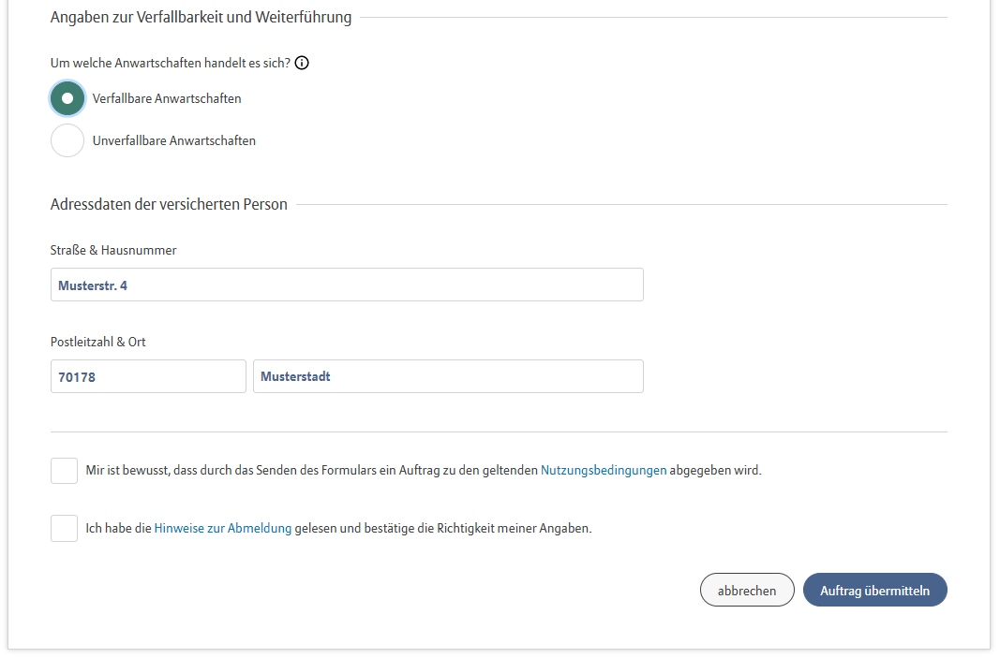 Angaben zur Verfallbarkeit und Weiterführung
Um welche Anwartschaften handelt es sich?
Verfallbare Anwartschaften
Unverfallbare Anwartschaften
Adressdaten der versicherten Person
Straße & Hausnummer
Musterstr. 4
Postleitzahl & Ort
70178 Musterstadt
Mir ist bewusst, dass durch das Senden des Formulars ein Auftrag zu den geltenden Nutzungsbedingungen abgegeben wird.
Ich habe die Hinweise zur Abmeldung gelesen und bestätige die Richtigkeit meiner Angaben.
abbrechen Auftrag übermitteln